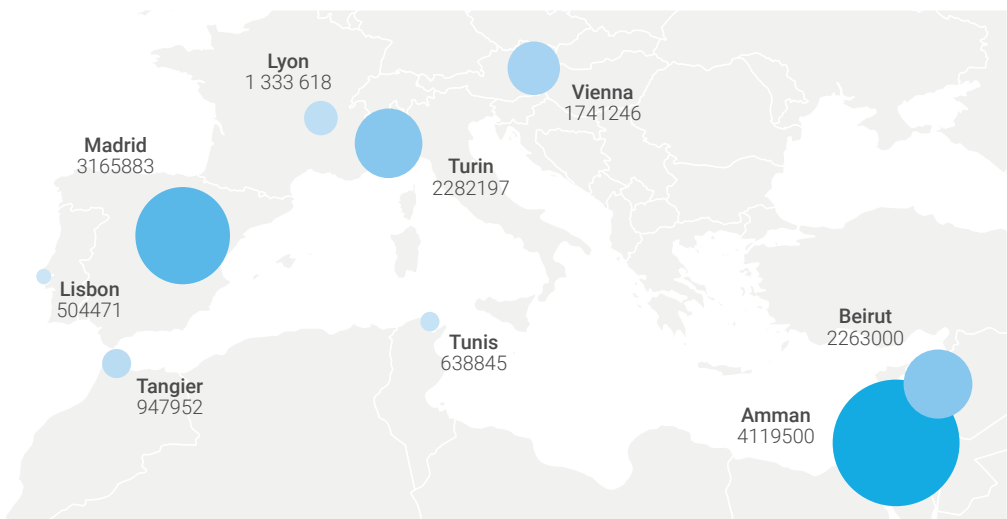 Lyon
1 333 618
Vienna
1741246
Madrid
3165883
Turin
2282197
Lisbon
504471
Tunis
638845
Beirut
2263000
Tangier
947952
Amman
4119500